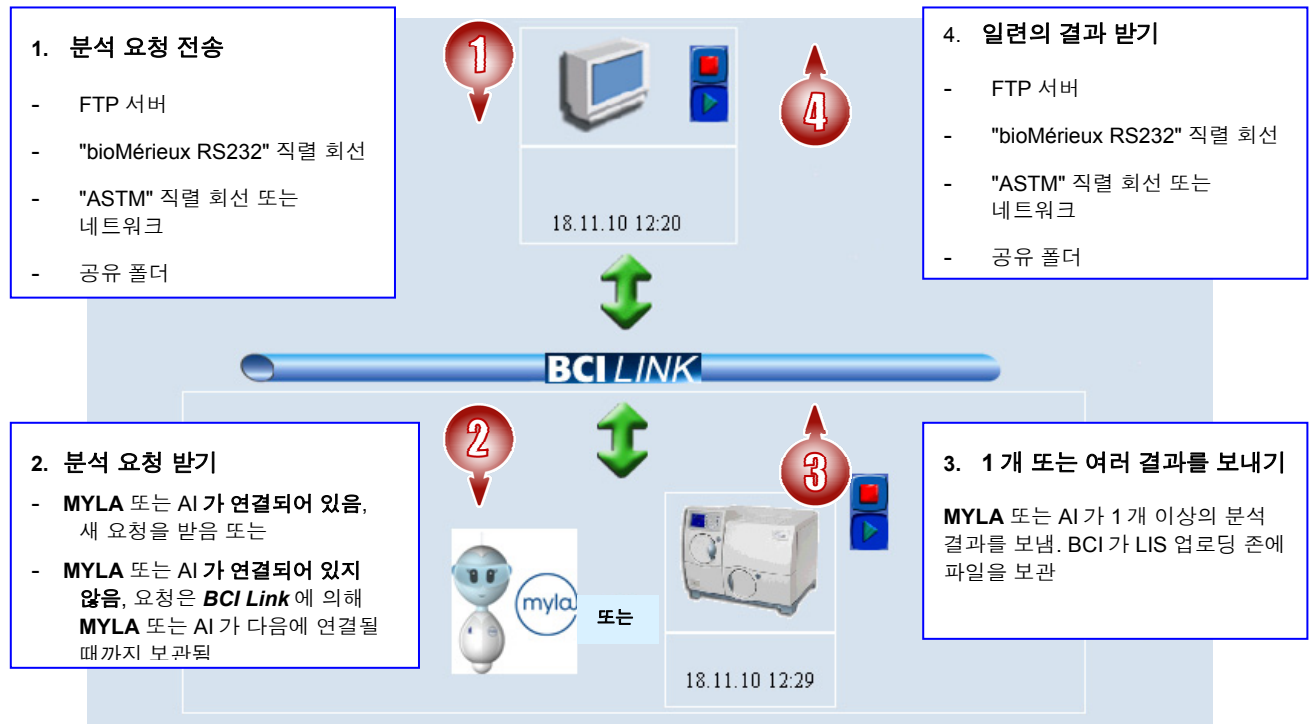 1. 분석 요청 전송
- FTP 서버
- "bioMérieux RS232" 직렬 회선
- "ASTM" 직렬 회선 또는
네트워크
- 공유 폴더
1
18.11.10 12:20
4
4. 일련의 결과 받기
- FTP 서버
- "bioMérieux RS232" 직렬 회선
- "ASTM" 직렬 회선 또는
네트워크
- 공유 폴더
BCI LINK
2. 분석 요청 받기
- MYLA 또는 AI 가 연결되어 있음,
새 요청을 받음 또는
- MYLA 또는 AI 가 연결되어 있지
않음, 요청은 BCI Link 에 의해
MYLA 또는 AI 가 다음에 연결될
때까지 보관됨
2
myla
또는
3
18.11.10 12:29
3. 1 개 또는 여러 결과를 보내기
MYLA 또는 AI 가 1 개 이상의 분석
결과를 보냄. BCI 가 LIS 업로딩 존에
파일을 보관